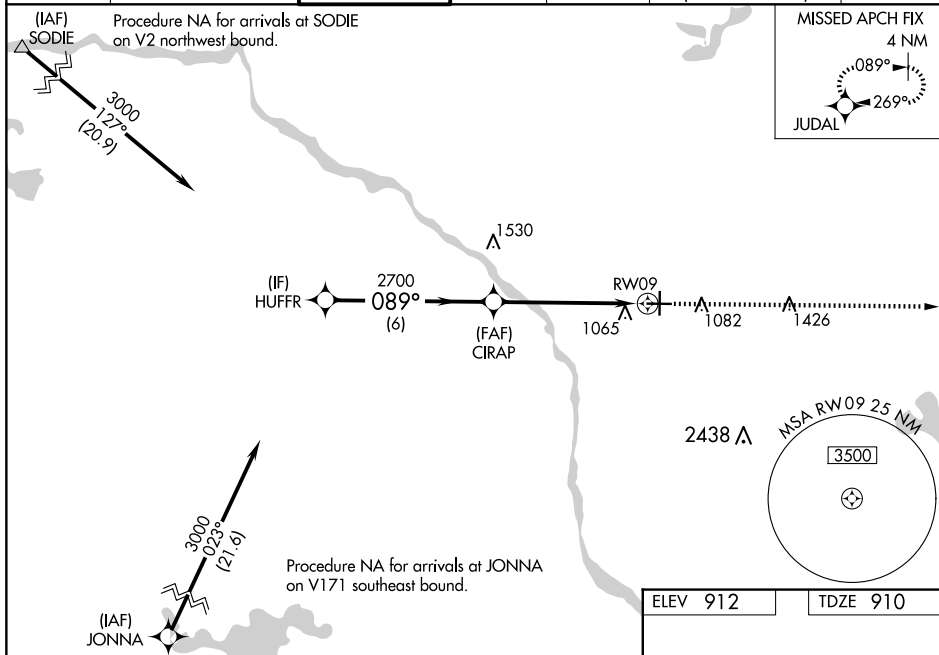 (IAF)
SODIE
Procedure NA for arrivals at SODIE
on V2 northwest bound.
MISSED APCH FIX
4 NM
089°
269°
JUDAL
3000
127°
(20.9)
1530
(IF)
HUFFR
2700
089°
(6)
(FAF)
CIRAP
RW09
1065
1082
1426
2438
MSA RW09 25 NM
3500
3000
023°
(21.6)
Procedure NA for arrivals at JONNA
on V171 southeast bound.
(IAF)
JONNA
ELEV 912
TDZE 910